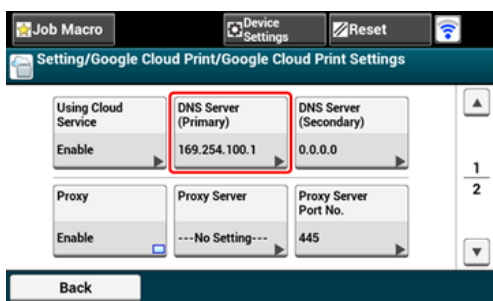 Job Macro
Device
Settings
Reset
Setting/Google Cloud Print/Google Cloud Print Settings
Using Cloud
Service
Enable
DNS Server
(Primary)
169.254.100.1
DNS Server
(Secondary)
0.0.0.0
Proxy
Enable
Proxy Server
---No Setting---
Proxy Server
Port No.
445
1
2
Back